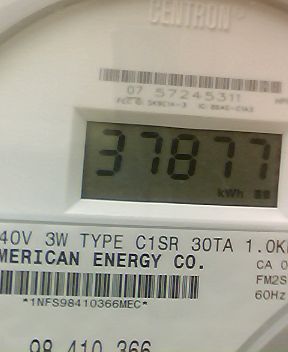 CENTRON®
07 57245311
37877
kWh
40V 3W TYPE C1SR 30TA 1.0K
MERICAN ENERGY CO.
CA 0
FM2S
60Hz
*1NFS98410366MEC*
98 410 366